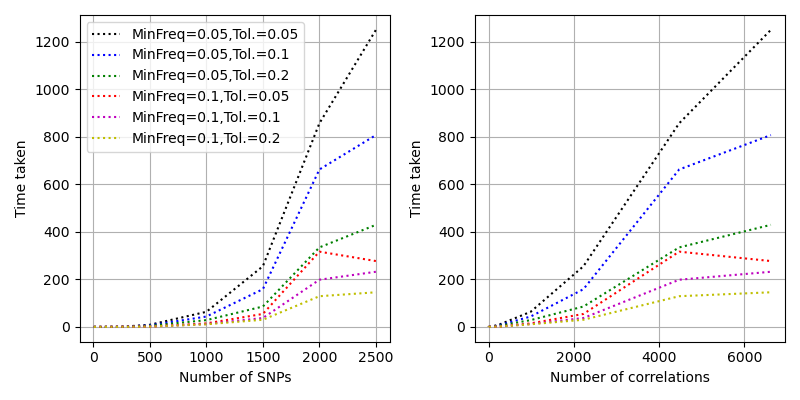 MinFreq=0.05,Tol.=0.05
MinFreq=0.05,Tol.=0.1
MinFreq=0.05,Tol.=0.2
MinFreq=0.1,Tol.=0.05
MinFreq=0.1,Tol.=0.1
MinFreq=0.1,Tol.=0.2
Time taken
1200
1000
800
600
400
200
0
0 500 1000 1500 2000 2500
Number of SNPs
Time taken
1200
1000
800
600
400
200
0
0 2000 4000 6000
Number of correlations